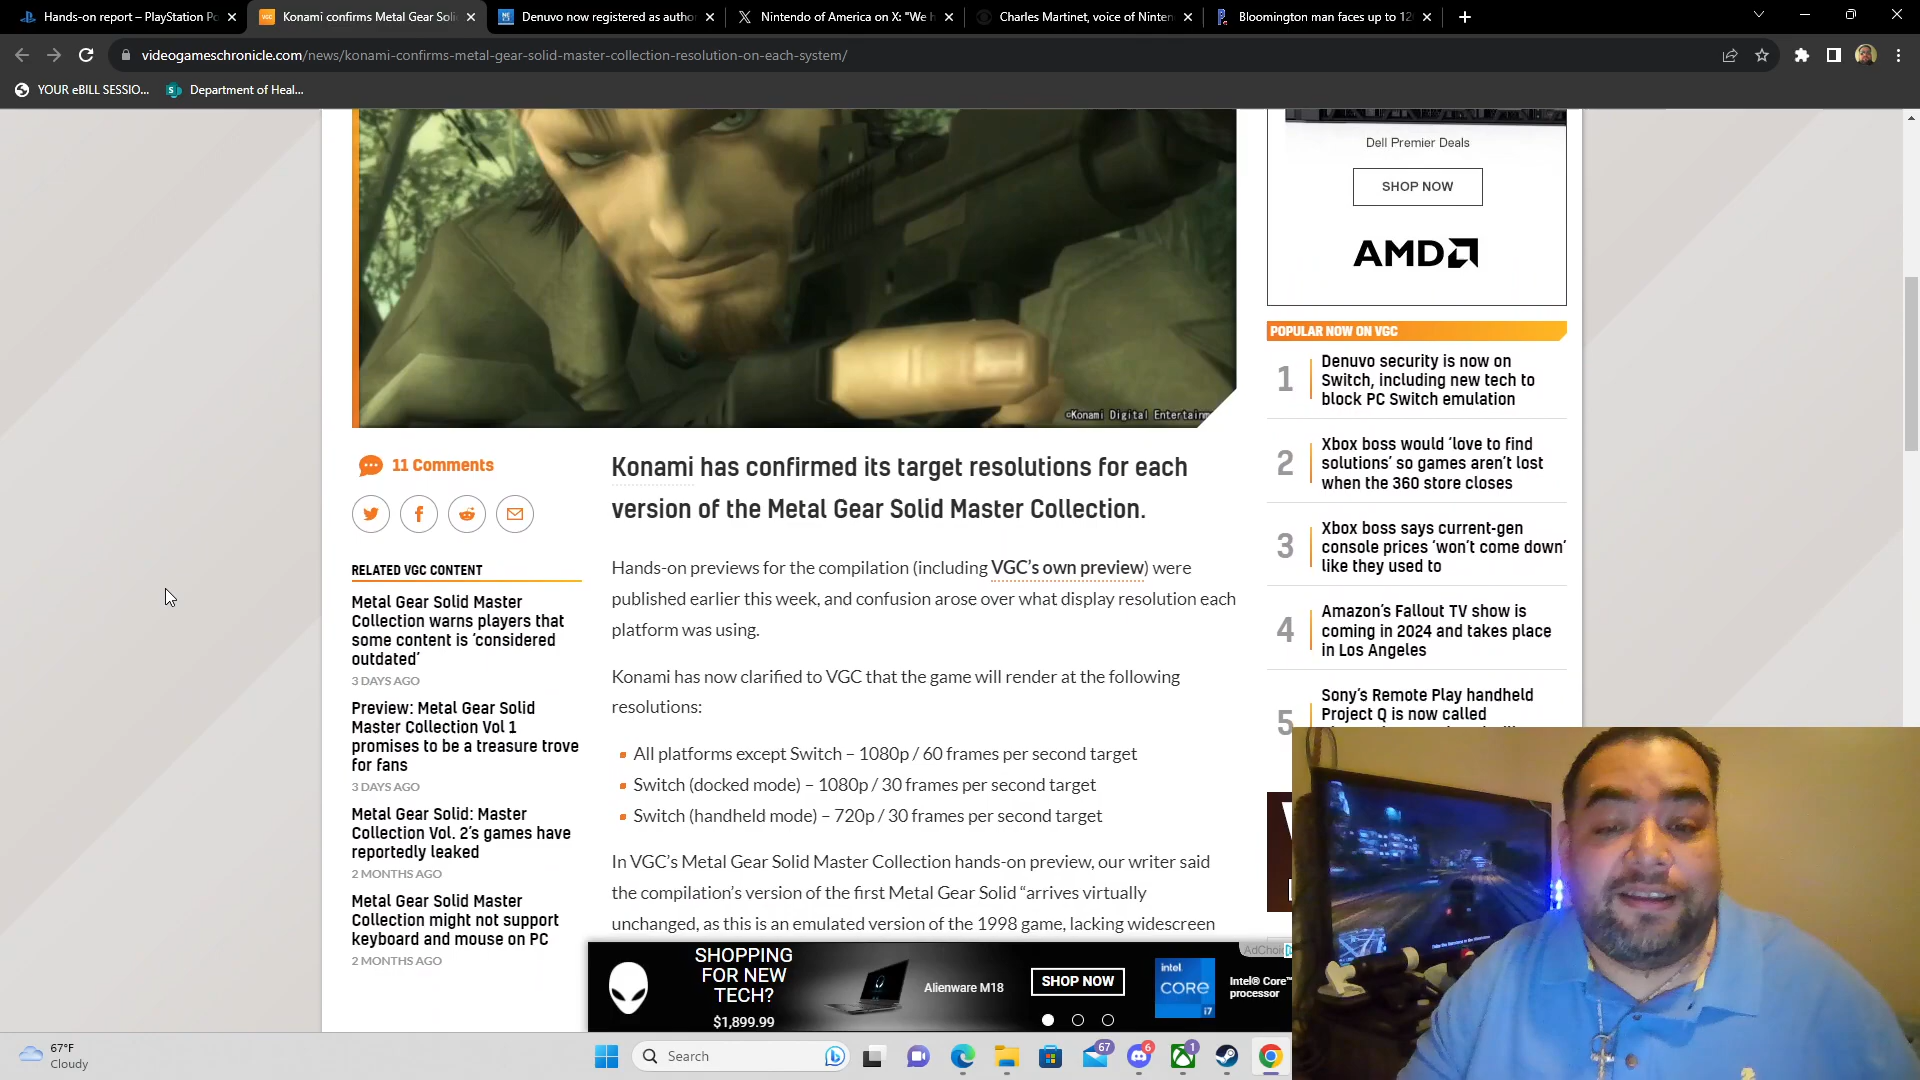 Hands-on report – PlayStation Po
Konami confirms Metal Gear Soli
Denuvo now registered as author
Nintendo of America on X: "We h
Charles Martinet, voice of Ninten
Bloomington man faces up to 12
videogameschronicle.com/news/konami-confirms-metal-gear-solid-master-collection-resolution-on-each-system/
YOUR eBILL SESSIO...
Department of Heal...
©Konami Digital Entertainm
11 Comments
RELATED VGC CONTENT
Metal Gear Solid Master
Collection warns players that
some content is ‘considered
outdated’
3 DAYS AGO
Preview: Metal Gear Solid
Master Collection Vol 1
promises to be a treasure trove
for fans
3 DAYS AGO
Metal Gear Solid: Master
Collection Vol. 2’s games have
reportedly leaked
2 MONTHS AGO
Metal Gear Solid Master
Collection might not support
keyboard and mouse on PC
2 MONTHS AGO
Konami has confirmed its target resolutions for each
version of the Metal Gear Solid Master Collection.
Hands-on previews for the compilation (including VGC’s own preview) were
published earlier this week, and confusion arose over what display resolution each
platform was using.
Konami has now clarified to VGC that the game will render at the following
resolutions:
All platforms except Switch – 1080p / 60 frames per second target
Switch (docked mode) – 1080p / 30 frames per second target
Switch (handheld mode) – 720p / 30 frames per second target
In VGC’s Metal Gear Solid Master Collection hands-on preview, our writer said
the compilation’s version of the first Metal Gear Solid “arrives virtually
unchanged, as this is an emulated version of the 1998 game, lacking widescreen
Dell Premier Deals
SHOP NOW
AMD
POPULAR NOW ON VGC
1
Denuvo security is now on
Switch, including new tech to
block PC Switch emulation
2
Xbox boss would ‘love to find
solutions’ so games aren’t lost
when the 360 store closes
3
Xbox boss says current-gen
console prices ‘won’t come down’
like they used to
4
Amazon’s Fallout TV show is
coming in 2024 and takes place
in Los Angeles
5
Sony’s Remote Play handheld
Project Q is now called
SHOPPING
FOR NEW
TECH?
$1,899.99
Alienware M18
SHOP NOW
intel
CORE
i7
Intel® Core™
processor
AdChoi
67°F
Cloudy
Search
67
6
1